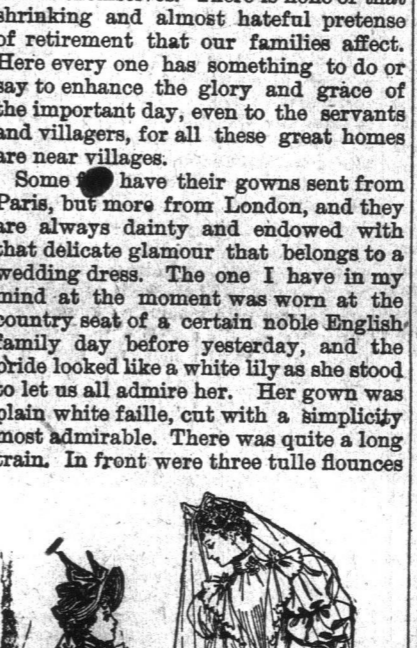 shrinking and almost hateful pretense
of retirement that our families affect.
Here every one has something to do or
say to enhance the glory and grace of
the important day, even to the servants
and villagers, for all these great homes
are near villages.
Some have their gowns sent from
Paris, but more from London, and they
are always dainty and endowed with
that delicate glamour that belongs to a
wedding dress. The one I have in my
mind at the moment was worn at the
country seat of a certain noble English
family day before yesterday, and the
bride looked like a white lily as she stood
to let us all admire her. Her gown was
plain white faille, cut with a simplicity
most admirable. There was quite a long
train. In front were three tulle flounces